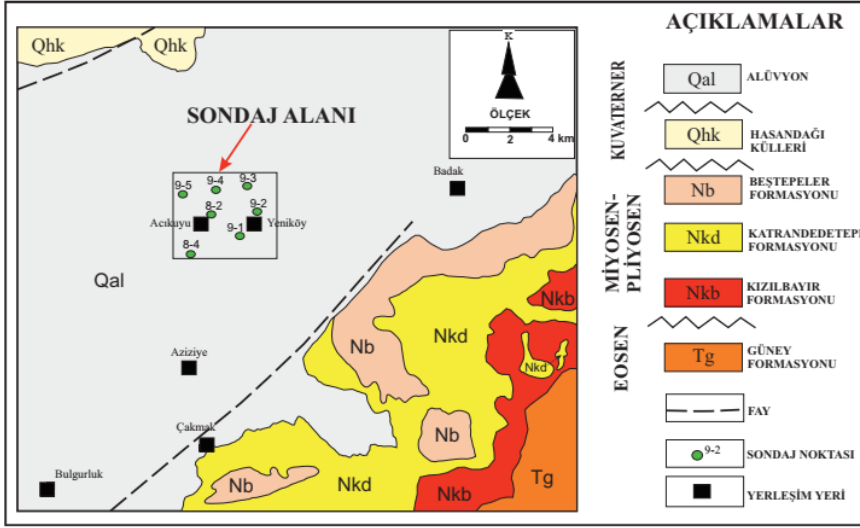 Qhk
Qhk
K
ÖLÇEK
0 2 4 km
SONDAJ ALANI
9-5
9-4
9-3
8-2
9-2
Açıkuyu
Yeniköy
9-1
8-4
Badak
Qal
Nkb
Nkd
Nb
Nkd
Aziziye
Çakmak
Nb
Bulgurluk
Nb
Nkd
Nkb
Tg
AÇIKLAMALAR
KUVATERNER
Qal ALÜVYON
Qhk HASANDAĞI
KÜLLERİ
MİYOSEN-
PLİYOSEN
Nb BEŞTEPELER
FORMASYONU
Nkd KATRANDEDETEPE
FORMASYONU
Nkb KIZILBAYIR
FORMASYONU
EOSEN
Tg GÜNEY
FORMASYONU
FAY
9-2 SONDAJ NOKTASI
YERLEŞİM YERİ